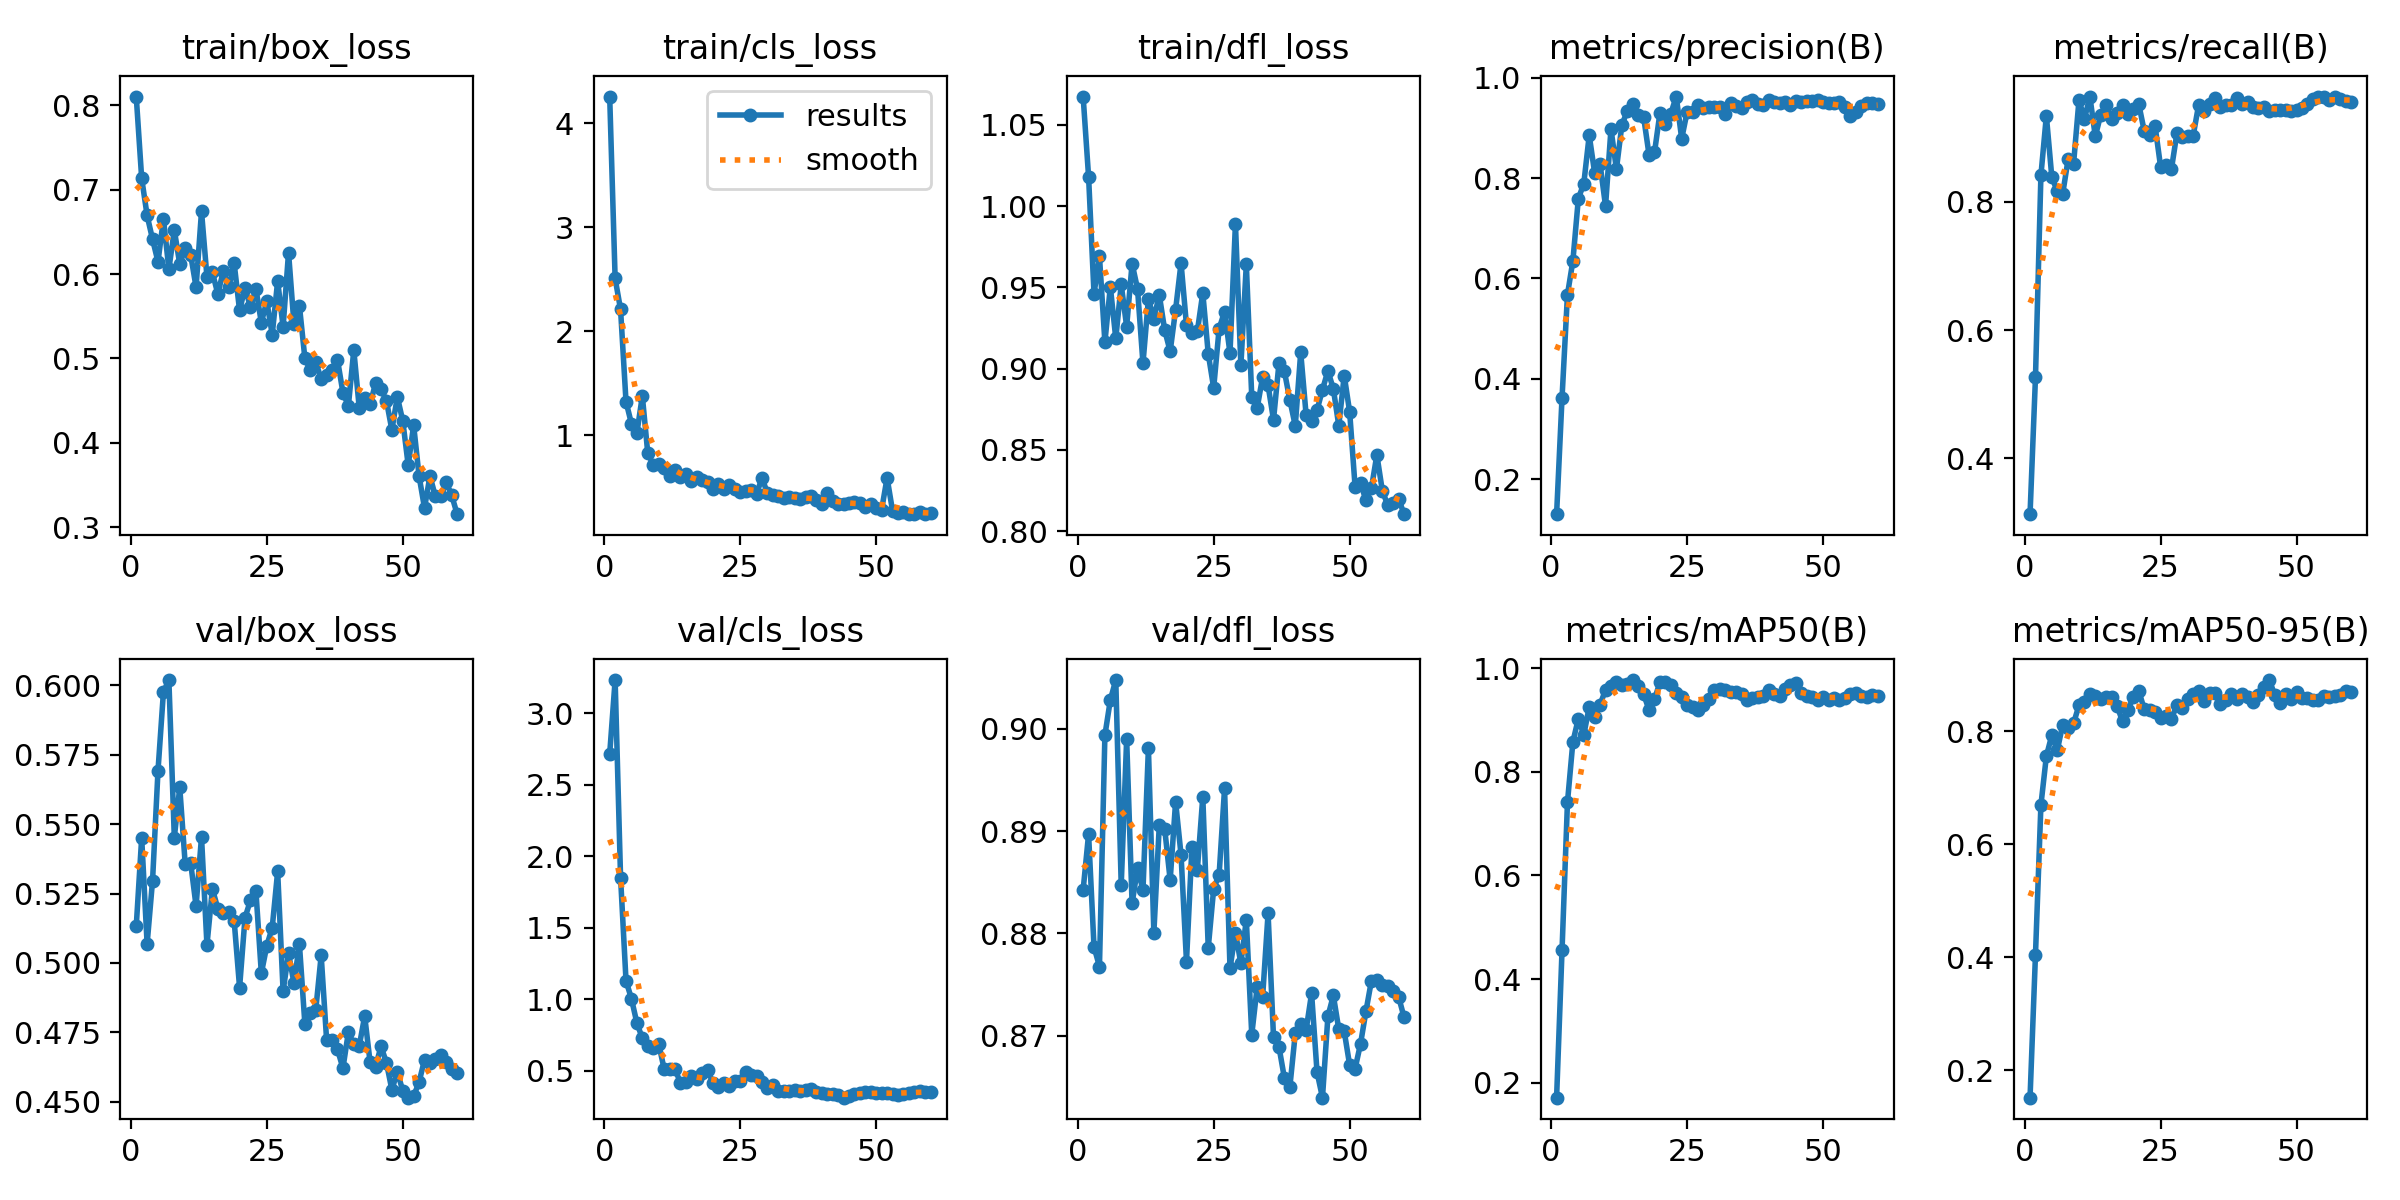 train/box_loss
0.8
0.7
0.6
0.5
0.4
0.3
0 25 50
train/cls_loss
results
smooth
4
3
2
1
0 25 50
train/dfl_loss
1.05
1.00
0.95
0.90
0.85
0.80
0 25 50
metrics/precision(B)
1.0
0.8
0.6
0.4
0.2
0 25 50
metrics/recall(B)
0.8
0.6
0.4
0 25 50
val/box_loss
0.600
0.575
0.550
0.525
0.500
0.475
0.450
0 25 50
val/cls_loss
3.0
2.5
2.0
1.5
1.0
0.5
0 25 50
val/dfl_loss
0.90
0.89
0.88
0.87
0 25 50
metrics/mAP50(B)
1.0
0.8
0.6
0.4
0.2
0 25 50
metrics/mAP50-95(B)
0.8
0.6
0.4
0.2
0 25 50